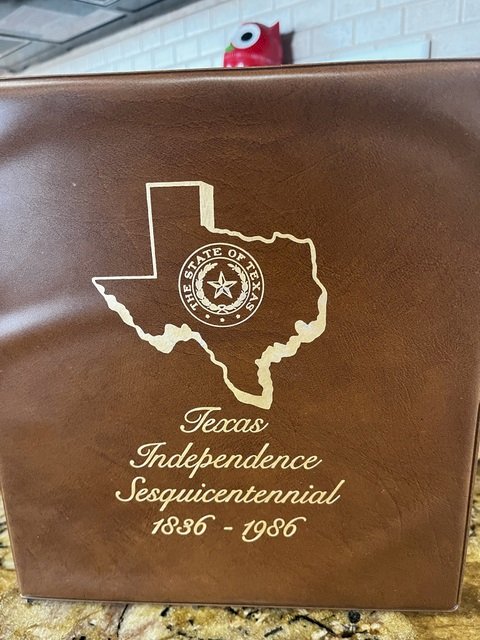 THE STATE OF TEXAS
Texas
Independence
Sesquicentennial
1836 - 1986